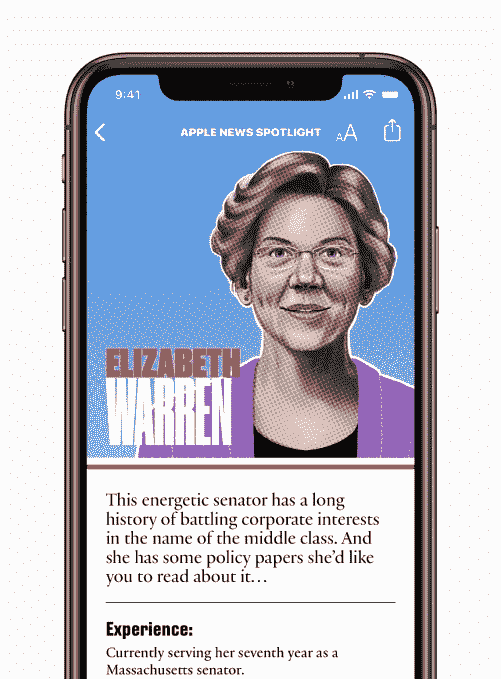 9:41
APPLE NEWS SPOTLIGHT AA
ELIZABETH
WARREN
This energetic senator has a long
history of battling corporate interests
in the name of the middle class. And
she has some policy papers she’d like
you to read about it…
Experience:
Currently serving her seventh year as a
Massachusetts senator.